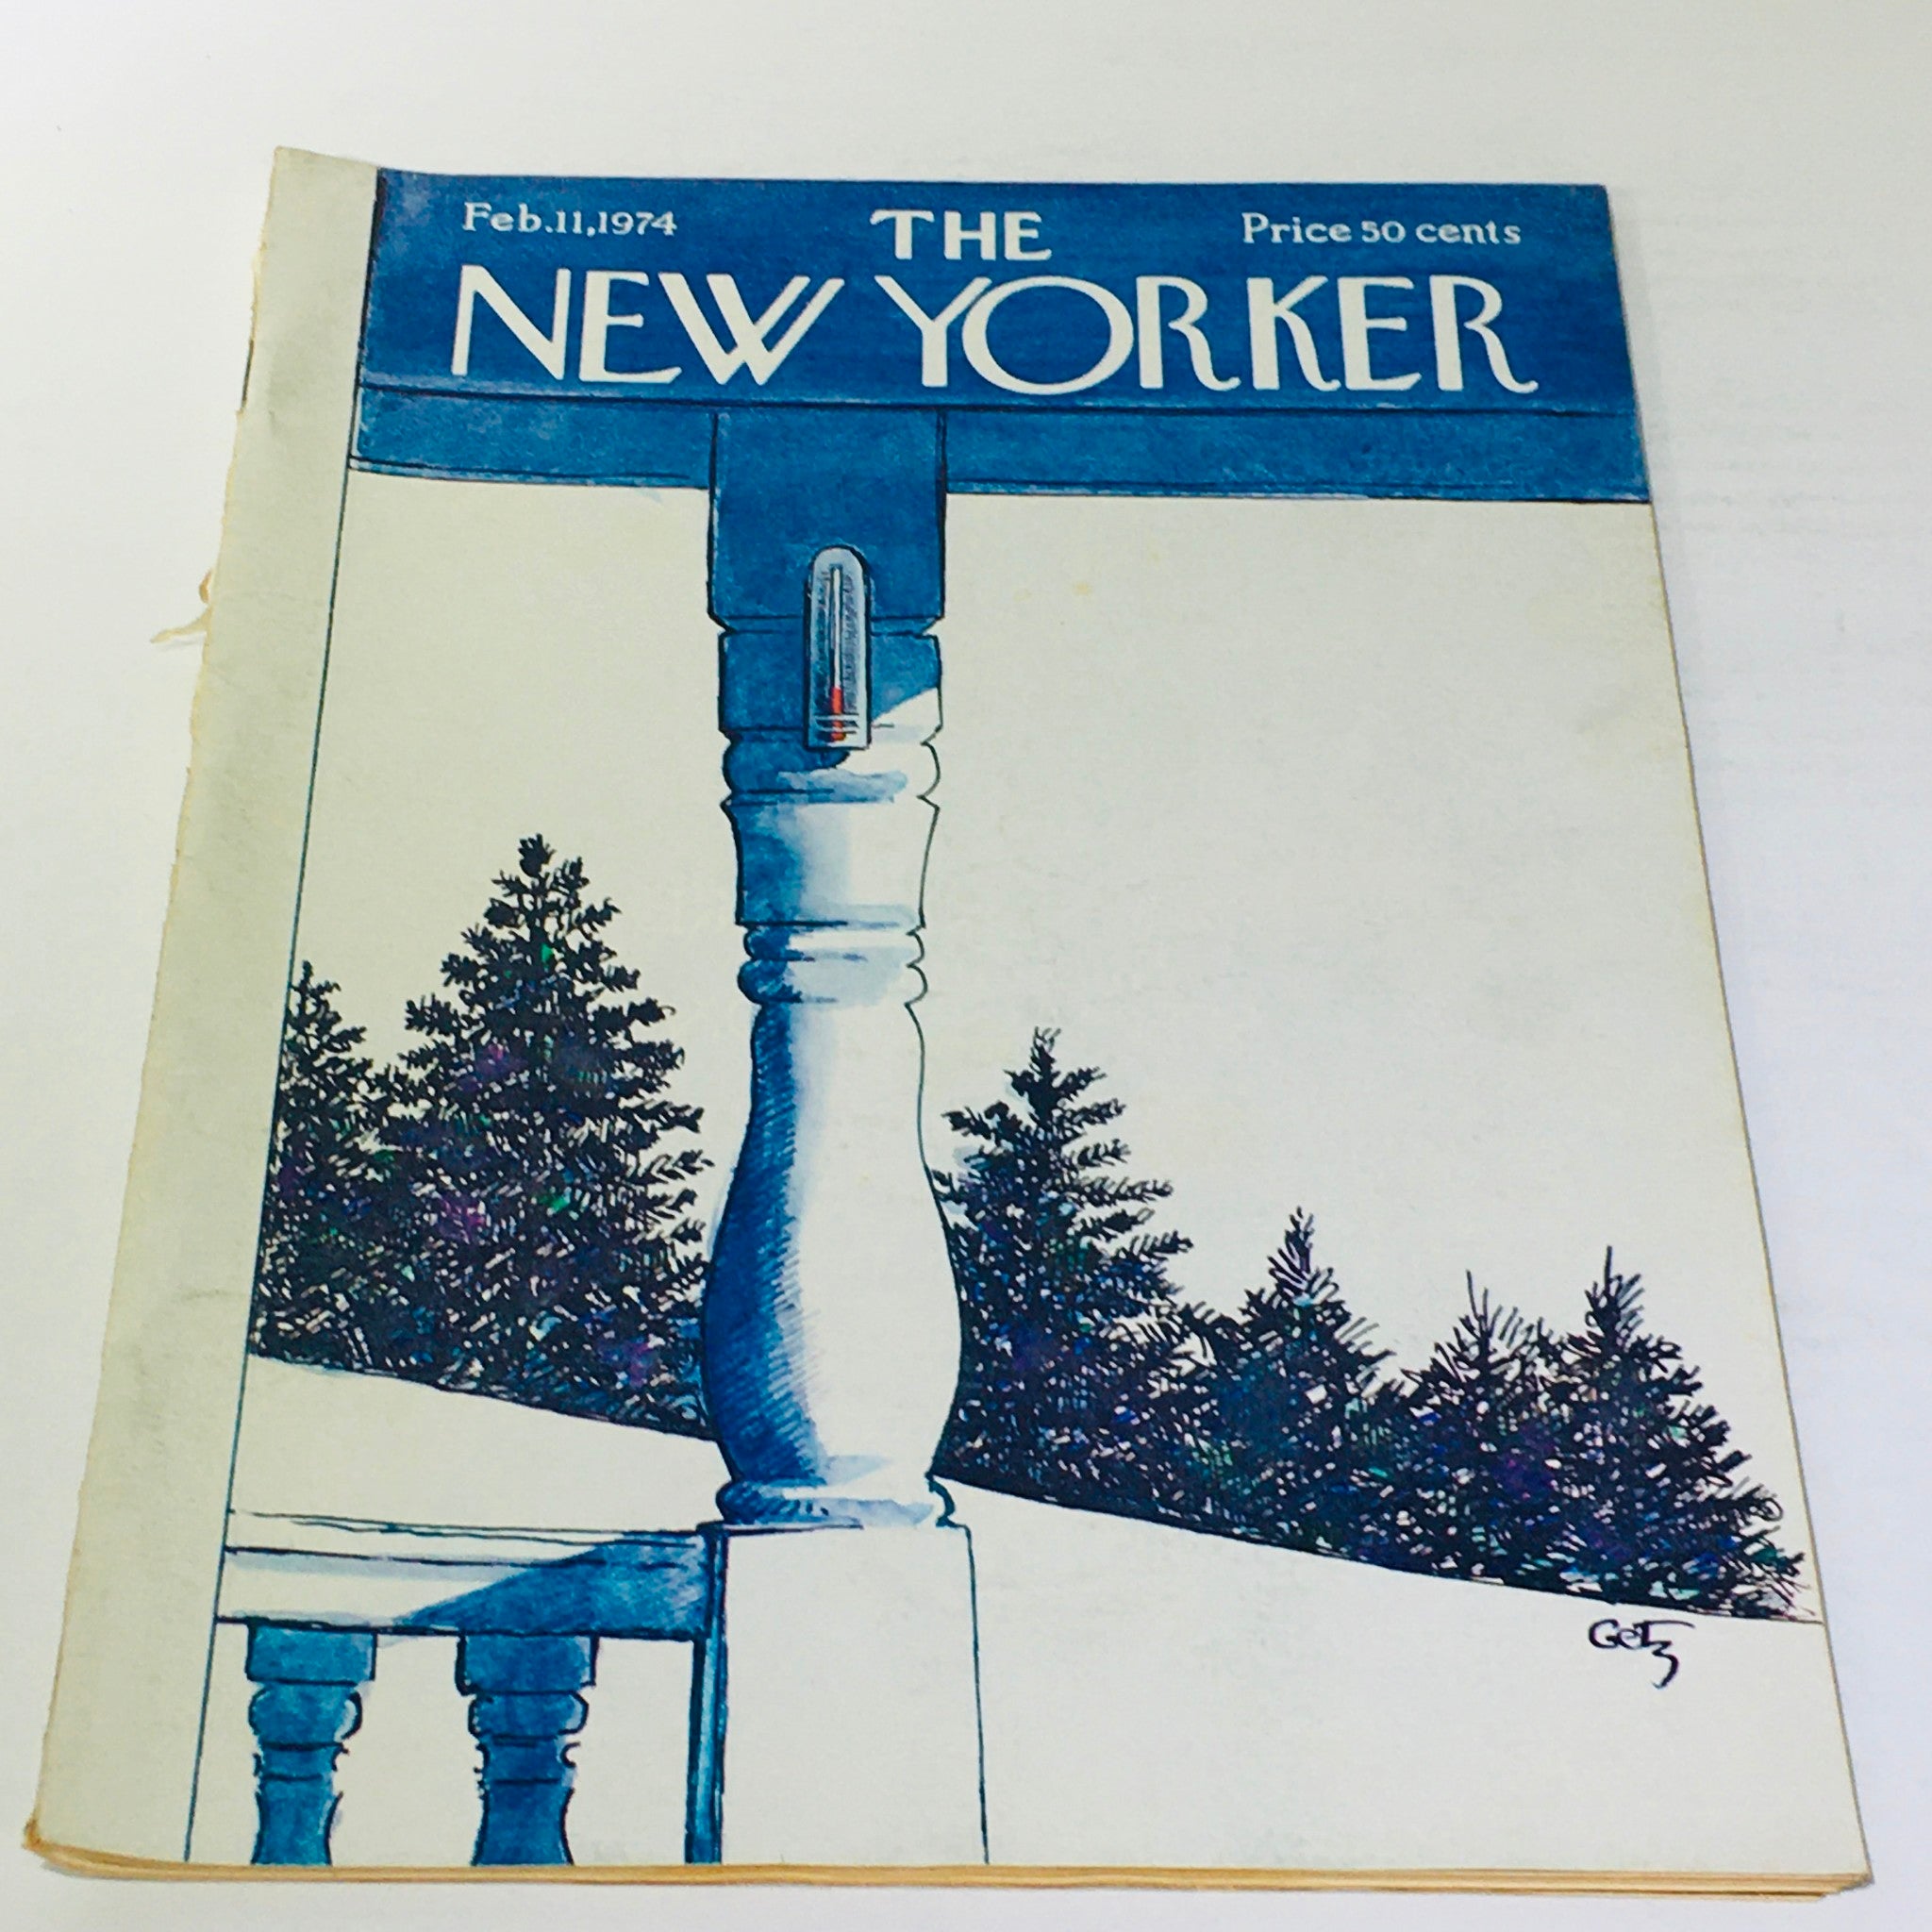 Feb.11,1974
THE
Price 50 cents
NEW YORKER
Getz